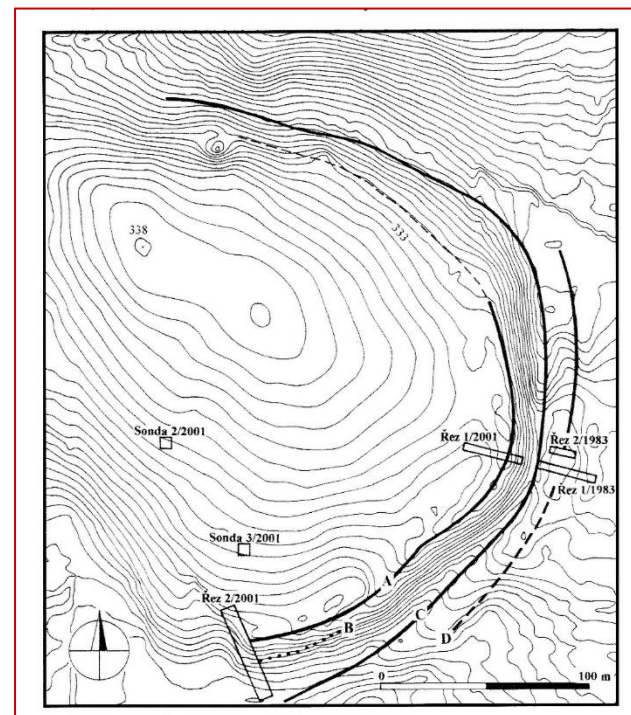 338
333
Sonda 2/2001
Řez 1/2001
Řez 2/1983
Řez 1/1983
Sonda 3/2001
Řez 2/2001
A
B
C
D
0
100 m